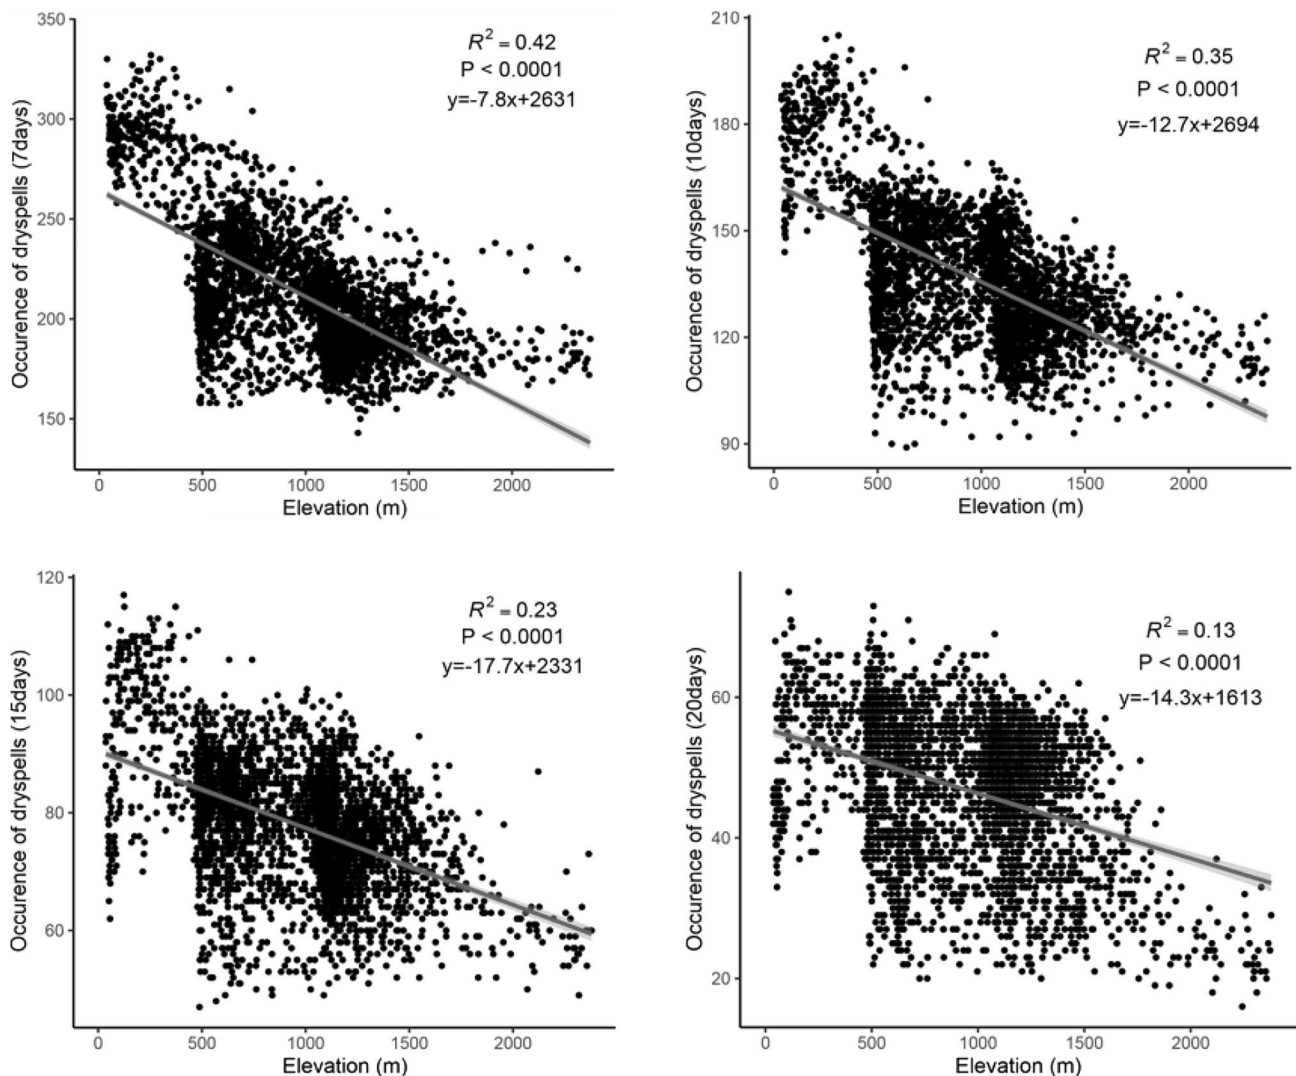 350
300
250
200
150
Occurence of dryspells (7days)
R² = 0.42
P < 0.0001
y=-7.8x+2631
0 500 1000 1500 2000
Elevation (m)
210
180
150
120
90
Occurence of dryspells (10days)
R² = 0.35
P < 0.0001
y=-12.7x+2694
0 500 1000 1500 2000
Elevation (m)
120
100
80
60
Occurence of dryspells (15days)
R² = 0.23
P < 0.0001
y=-17.7x+2331
0 500 1000 1500 2000
Elevation (m)
60
40
20
Occurence of dryspells (20days)
R² = 0.13
P < 0.0001
y=-14.3x+1613
0 500 1000 1500 2000
Elevation (m)